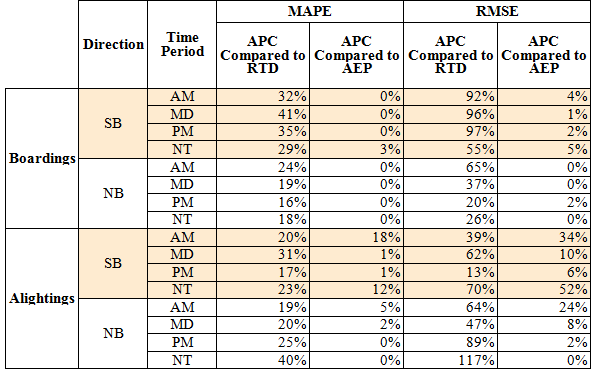 MAPE RMSE
Direction Time Period APC Compared to RTD APC Compared to AEP APC Compared to RTD APC Compared to AEP
Boardings SB AM 32% 0% 92% 4%
MD 41% 0% 96% 1%
PM 35% 0% 97% 2%
NT 29% 3% 55% 5%
NB AM 24% 0% 65% 0%
MD 19% 0% 37% 0%
PM 16% 0% 20% 2%
NT 18% 0% 26% 0%
Alightings SB AM 20% 18% 39% 34%
MD 31% 1% 62% 10%
PM 17% 1% 13% 6%
NT 23% 12% 70% 52%
NB AM 19% 5% 64% 24%
MD 20% 2% 47% 8%
PM 25% 0% 89% 2%
NT 40% 0% 117% 0%